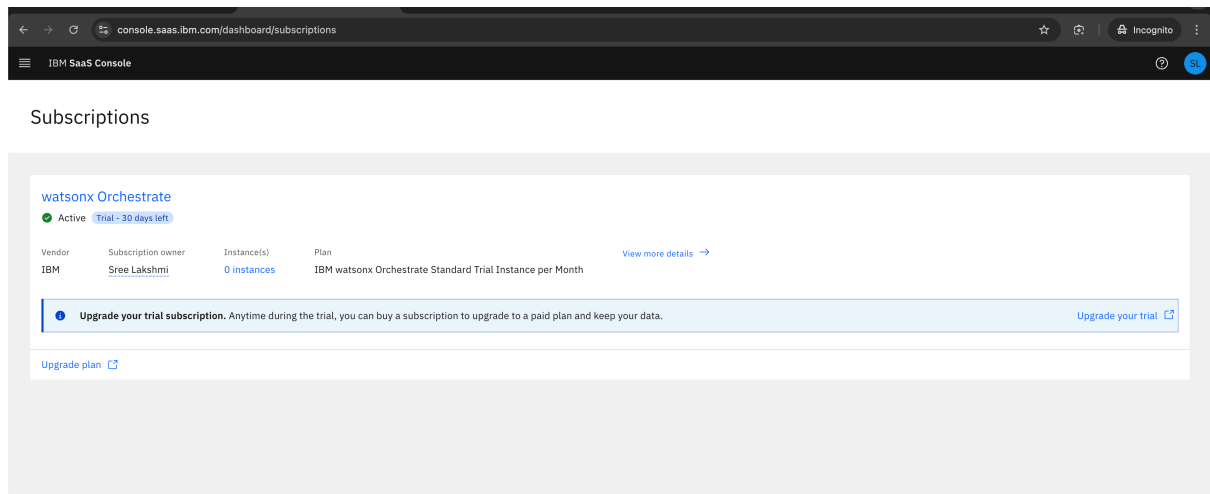 console.saas.ibm.com/dashboard/subscriptions
Incognito
IBM SaaS Console
SL
Subscriptions
watsonx Orchestrate
Active Trial - 30 days left
Vendor Subscription owner Instance(s) Plan View more details
IBM Sree Lakshmi 0 instances IBM watsonx Orchestrate Standard Trial Instance per Month
Upgrade your trial subscription. Anytime during the trial, you can buy a subscription to upgrade to a paid plan and keep your data. Upgrade your trial
Upgrade plan